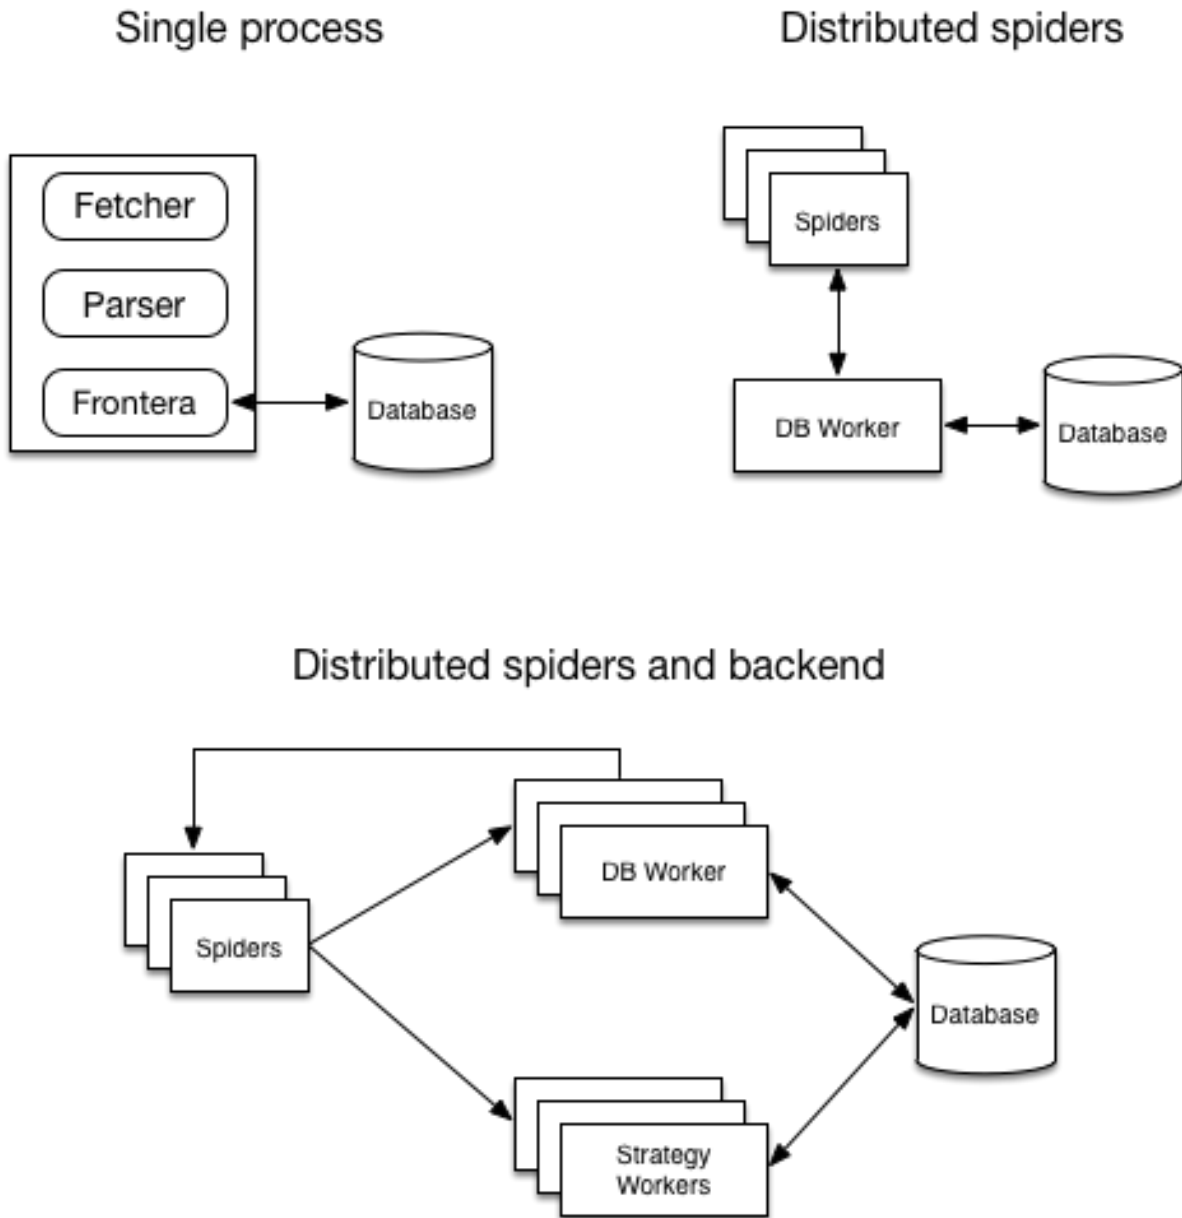 Single process
Distributed spiders
Fetcher
Parser
Frontera
Database
Spiders
DB Worker
Database
Distributed spiders and backend
DB Worker
Spiders
Database
Strategy
Workers